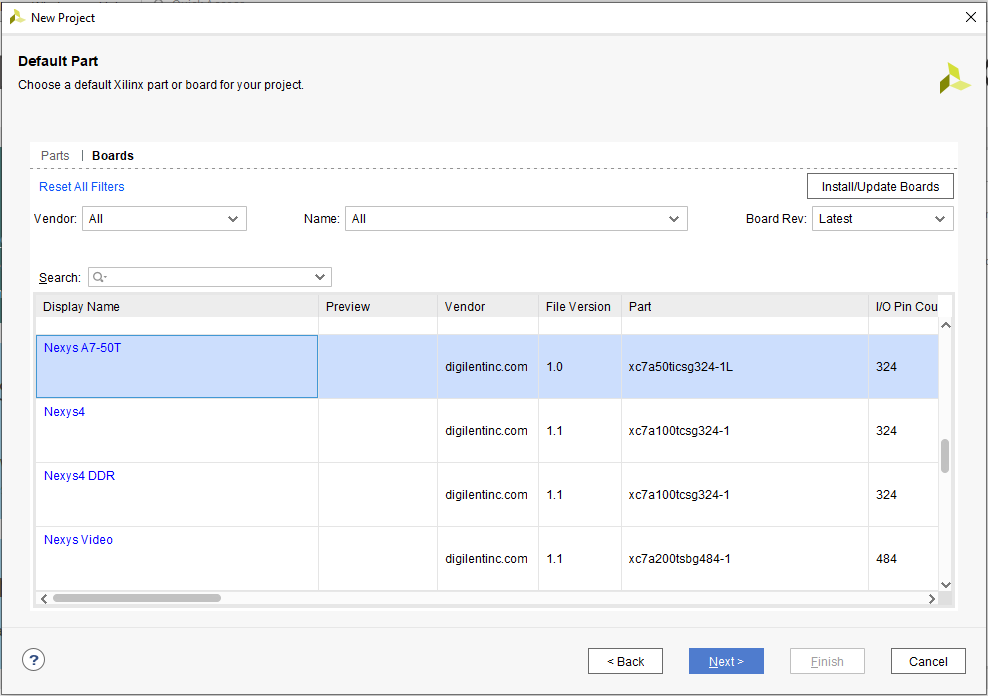 New Project
Default Part
Choose a default Xilinx part or board for your project.
Parts | Boards
Reset All Filters
Install/Update Boards
Vendor: All
Name: All
Board Rev: Latest
Search:
Display Name Preview Vendor File Version Part I/O Pin Cou
Nexys A7-50T digilentinc.com 1.0 xc7a50ticsg324-1L 324
Nexys4 digilentinc.com 1.1 xc7a100tcsg324-1 324
Nexys4 DDR digilentinc.com 1.1 xc7a100tcsg324-1 324
Nexys Video digilentinc.com 1.1 xc7a200tsbg484-1 484
? < Back Next > Finish Cancel